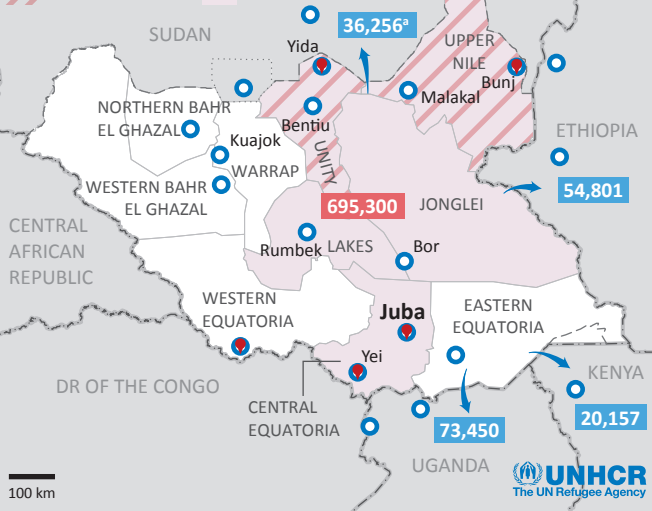 SUDAN
36,256ᵃ
Yida
UPPER
NILE
Bunj
Malakal
NORTHERN BAHR
EL GHAZAL
Bentiu
ETHIOPIA
Kuajok
UNITY
WARRAP
WESTERN BAHR
EL GHAZAL
54,801
695,300
JONGLEI
CENTRAL
AFRICAN
REPUBLIC
Rumbek
LAKES
Bor
WESTERN
EQUATORIA
Juba
EASTERN
EQUATORIA
Yei
KENYA
DR OF THE CONGO
CENTRAL
EQUATORIA
73,450
20,157
UGANDA
100 km
UNHCR
The UN Refugee Agency